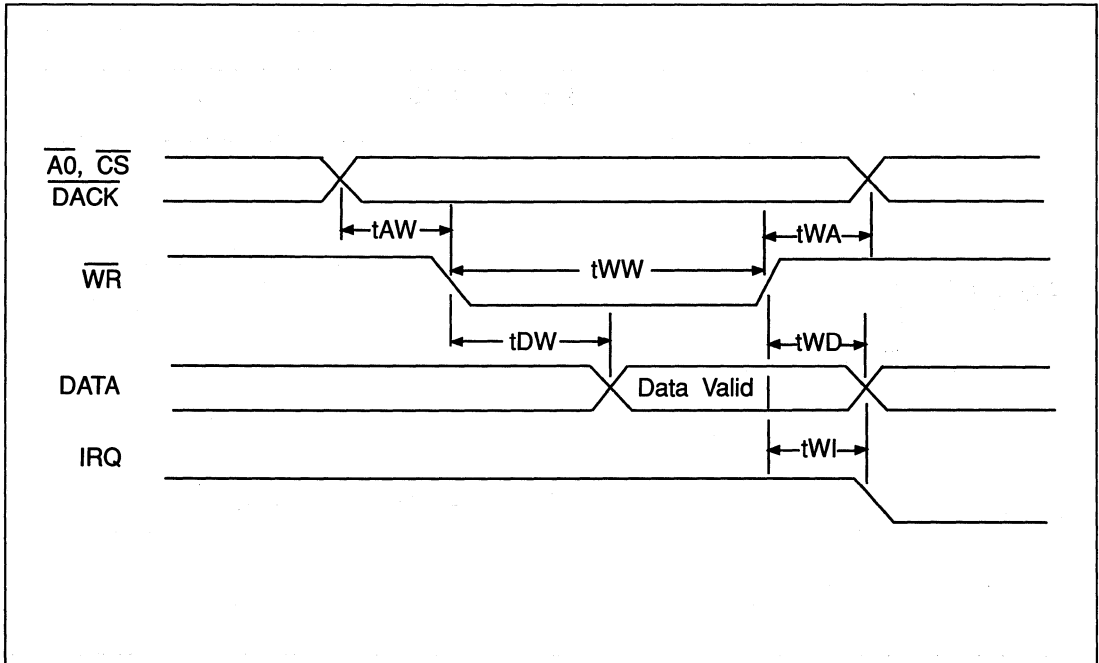 A0, CS
DACK
tAW
tWA
WR
tWW
tDW
tWD
DATA
Data Valid
IRQ
tWI